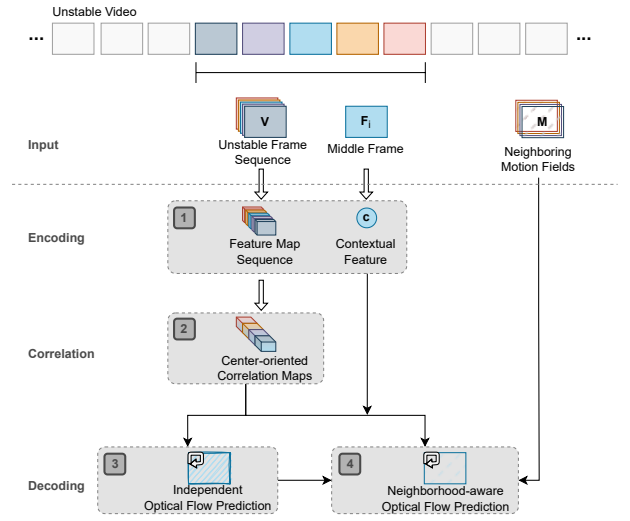 Unstable Video
... ...
Input
V
Unstable Frame
Sequence
Fi
Middle Frame
M
Neighboring
Motion Fields
Encoding
1
Feature Map
Sequence
c
Contextual
Feature
Correlation
2
Center-oriented
Correlation Maps
Decoding
3
Independent
Optical Flow Prediction
4
Neighborhood-aware
Optical Flow Prediction